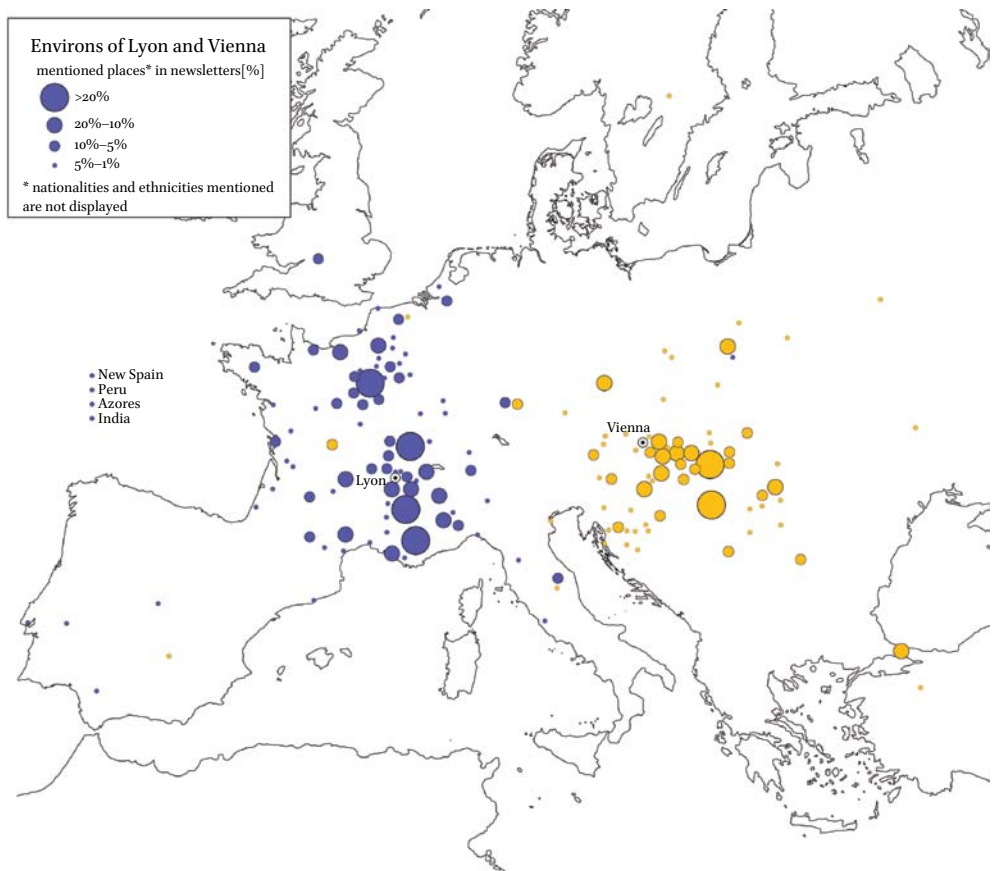 Environs of Lyon and Vienna
mentioned places* in newsletters[%]
>20%
20%–10%
10%–5%
5%–1%
* nationalities and ethnicities mentioned
are not displayed
New Spain
Peru
Azores
India
Vienna
Lyon